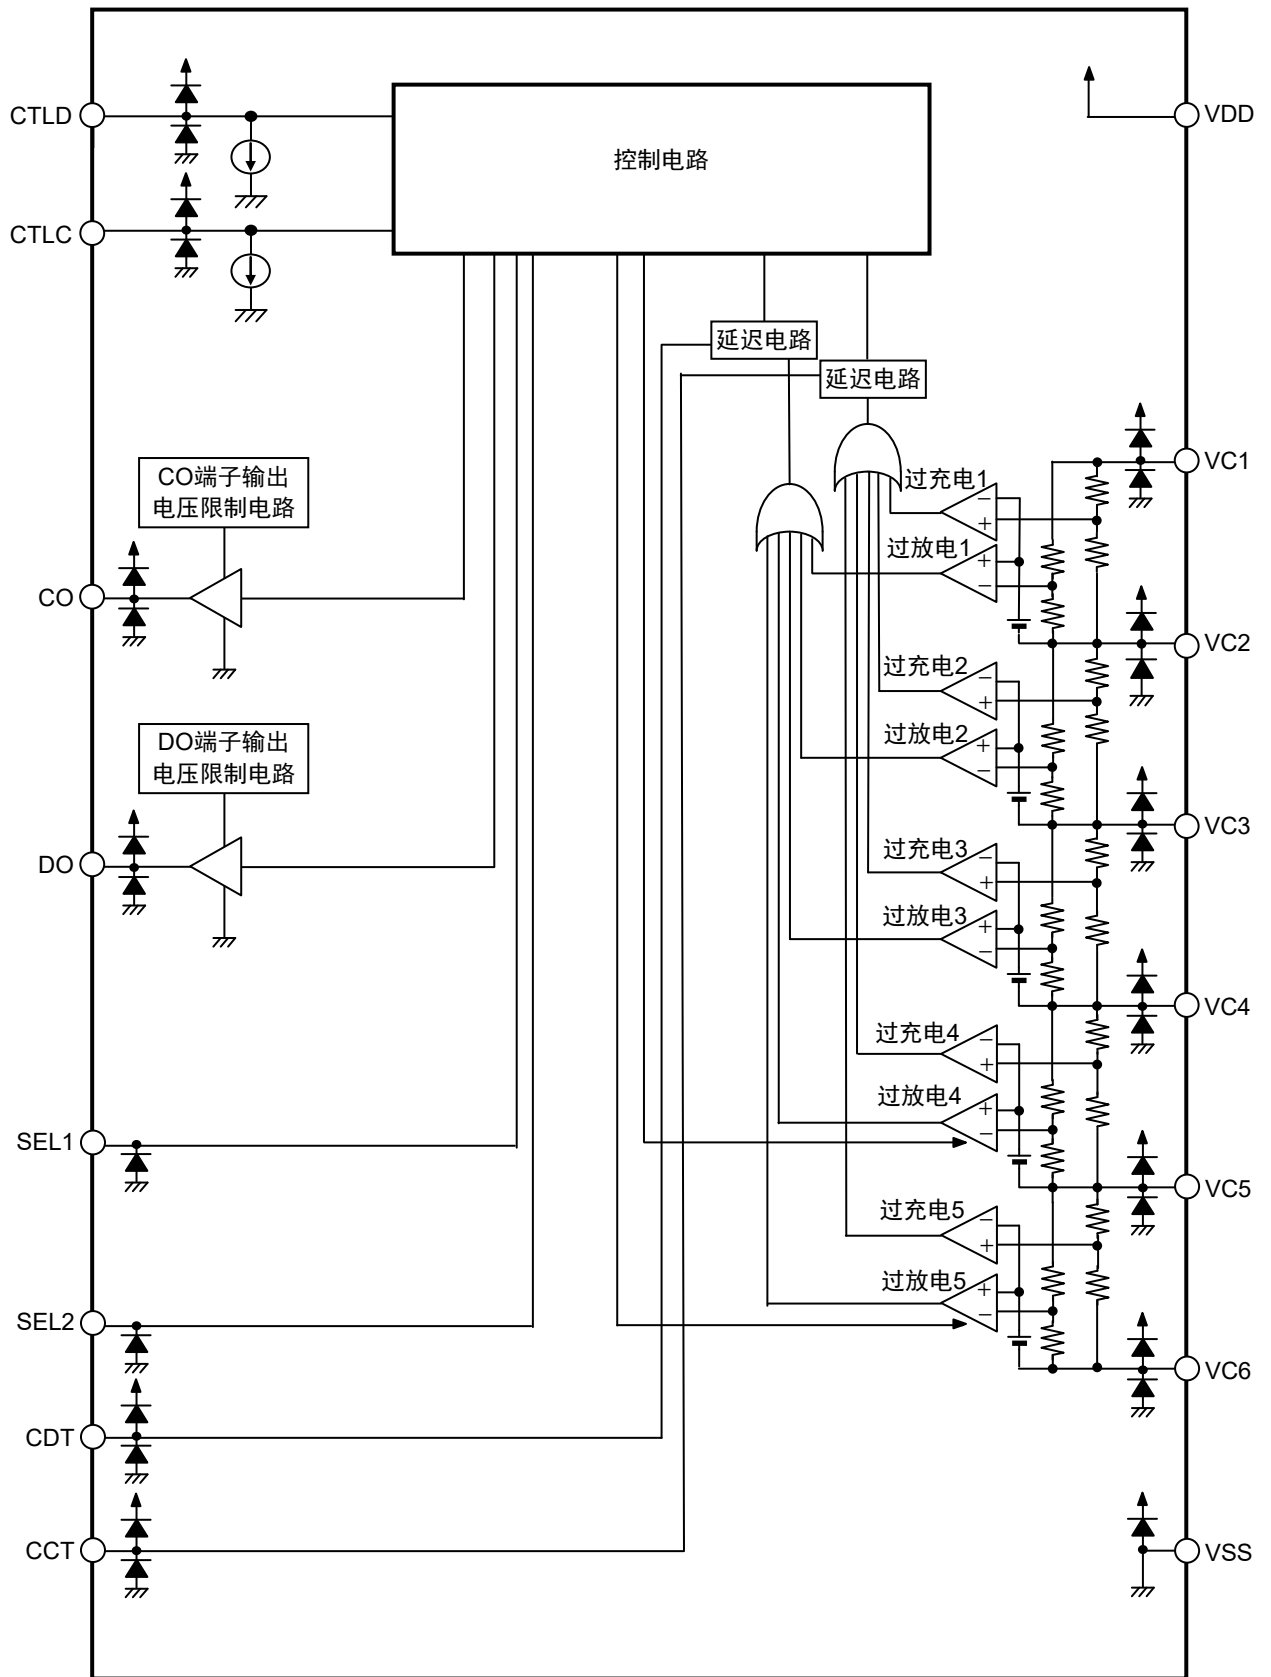 CTLD
VDD
控制电路
CTLC
延迟电路
延迟电路
VC1
CO端子输出
电压限制电路
过充电1
- 
+
过放电1
+
−
CO
VC2
过充电2
−
+
DO端子输出
电压限制电路
过放电2
+
−
VC3
DO
过充电3
−
+
过放电3
+
−
VC4
过充电4
−
+
过放电4
+
−
SEL1
VC5
过充电5
−
+
过放电5
+
−
SEL2
VC6
CDT
CCT
VSS